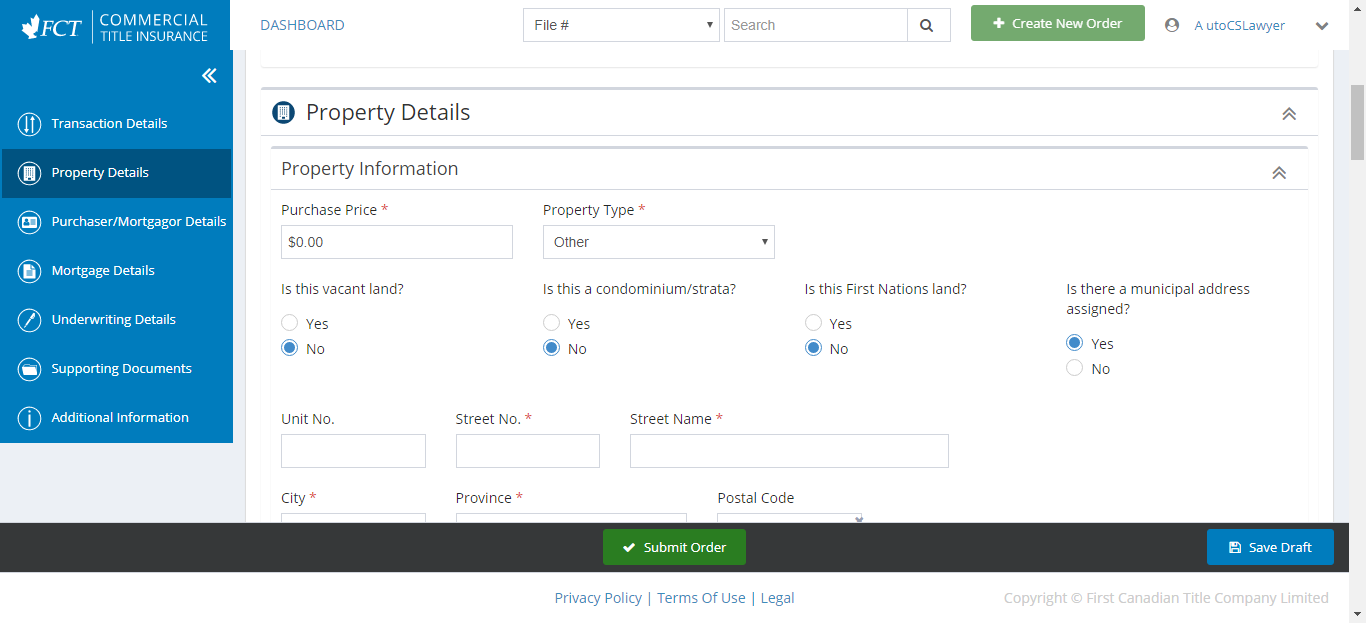 FCT COMMERCIAL TITLE INSURANCE
DASHBOARD
File #
Search
Create New Order
A utoCSLawyer
Transaction Details
Property Details
Purchaser/Mortgagor Details
Mortgage Details
Underwriting Details
Supporting Documents
Additional Information
Property Details
Property Information
Purchase Price *
Property Type *
$0.00
Other
Is this vacant land?
Yes
No
Is this a condominium/strata?
Yes
No
Is this First Nations land?
Yes
No
Is there a municipal address
assigned?
Yes
No
Unit No.
Street No. *
Street Name *
City *
Province *
Postal Code
Submit Order
Save Draft
Privacy Policy | Terms Of Use | Legal
Copyright © First Canadian Title Company Limited